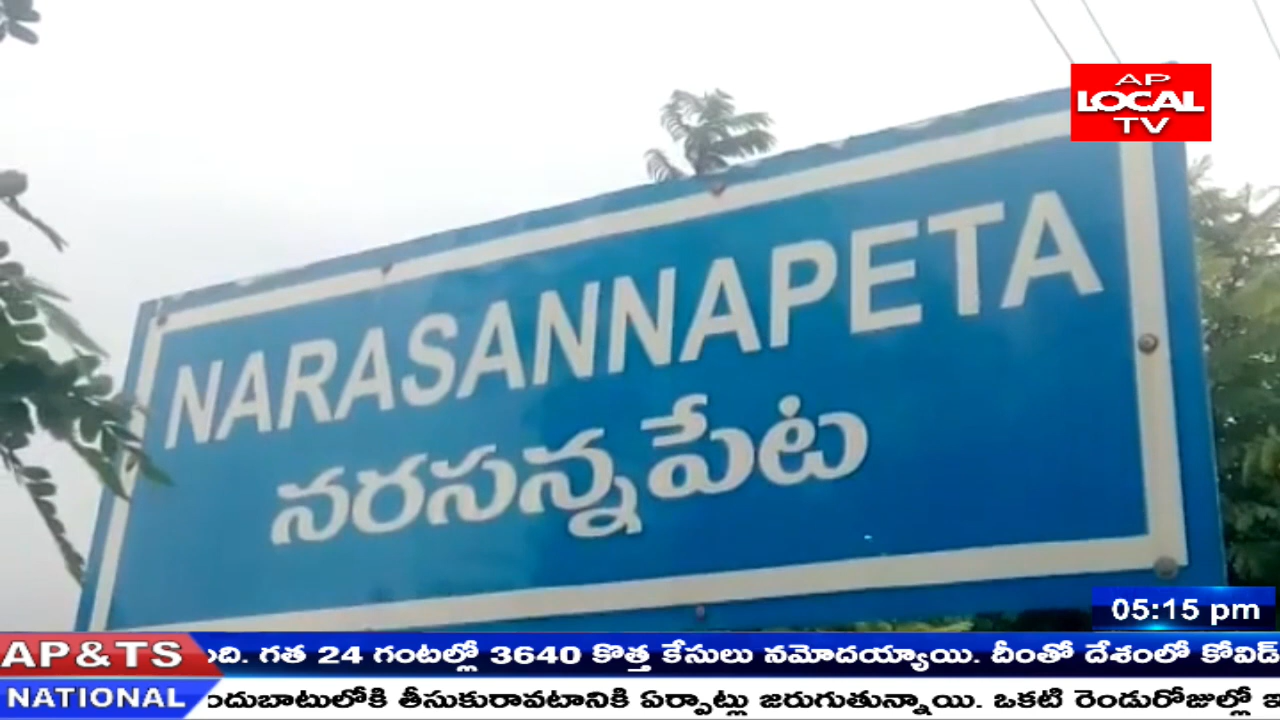 AP
LOCAL
TV
NARASANNAPETA
నరసన్నపేట
05:15 pm
AP&TS
NATIONAL
గత 24 గంటల్లో 3640 కొత్త కేసులు నమోదయ్యాయి. దీంతో దేశంలో కోవిడ్
తీసుకురావటానికి ఏర్పాట్లు జరుగుతున్నాయి. ఒకటి రెండురోజుల్లో